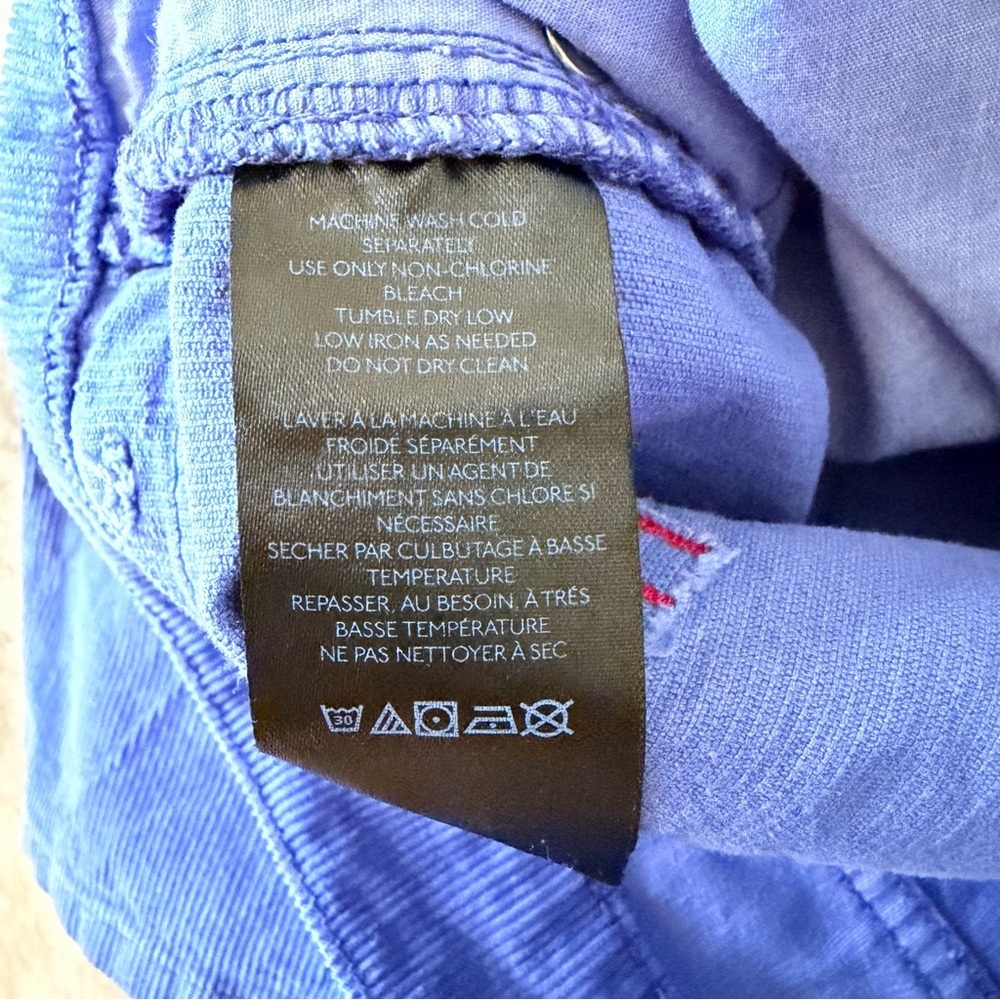 MACHINE WASH COLD
SEPARATELY
USE ONLY NON-CHLORINE
BLEACH
TUMBLE DRY LOW
LOW IRON AS NEEDED
DO NOT DRY CLEAN
LAVER À LA MACHINE À L'EAU
FROIDE SÉPARÉMENT
UTILISER UN AGENT DE
BLANCHIMENT SANS CHLORE SI
NÉCESSAIRE
SECHER PAR CULBUTAGE À BASSE
TEMPERATURE
REPASSER, AU BESOIN, À TRÉS
BASSE TEMPÉRATURE
NE PAS NETTOYER À SEC
30